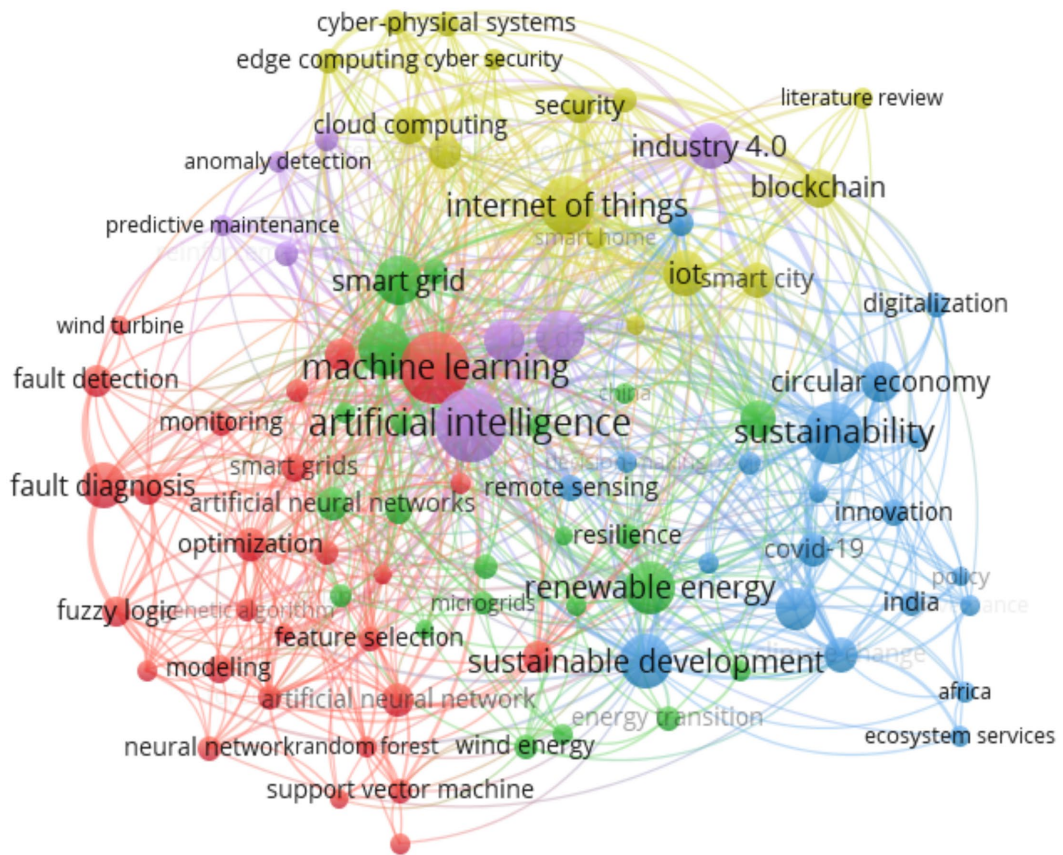 cyber-physical systems
edge computing
cyber security
literature review
security
cloud computing
industry 4.0
anomaly detection
blockchain
internet of things
predictive maintenance
smart home
iot
smart city
smart grid
digitalization
wind turbine
machine learning
fault detection
circular economy
china
monitoring
artificial intelligence
sustainability
smart grids
fault diagnosis
remote sensing
artificial neural networks
innovation
resilience
optimization
covid-19
policy
renewable energy
microgrids
india
fuzzy logic
genetic algorithm
feature selection
sustainable development
climate change
modeling
africa
artificial neural network
energy transition
ecosystem services
neural network
random forest
wind energy
support vector machine